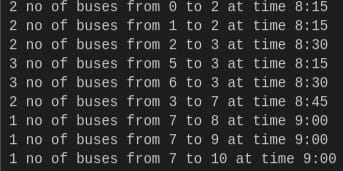 2 no of buses from 0 to 2 at time 8:15
2 no of buses from 1 to 2 at time 8:15
2 no of buses from 2 to 3 at time 8:30
3 no of buses from 5 to 3 at time 8:15
3 no of buses from 6 to 3 at time 8:30
2 no of buses from 3 to 7 at time 8:45
1 no of buses from 7 to 8 at time 9:00
1 no of buses from 7 to 9 at time 9:00
1 no of buses from 7 to 10 at time 9:00